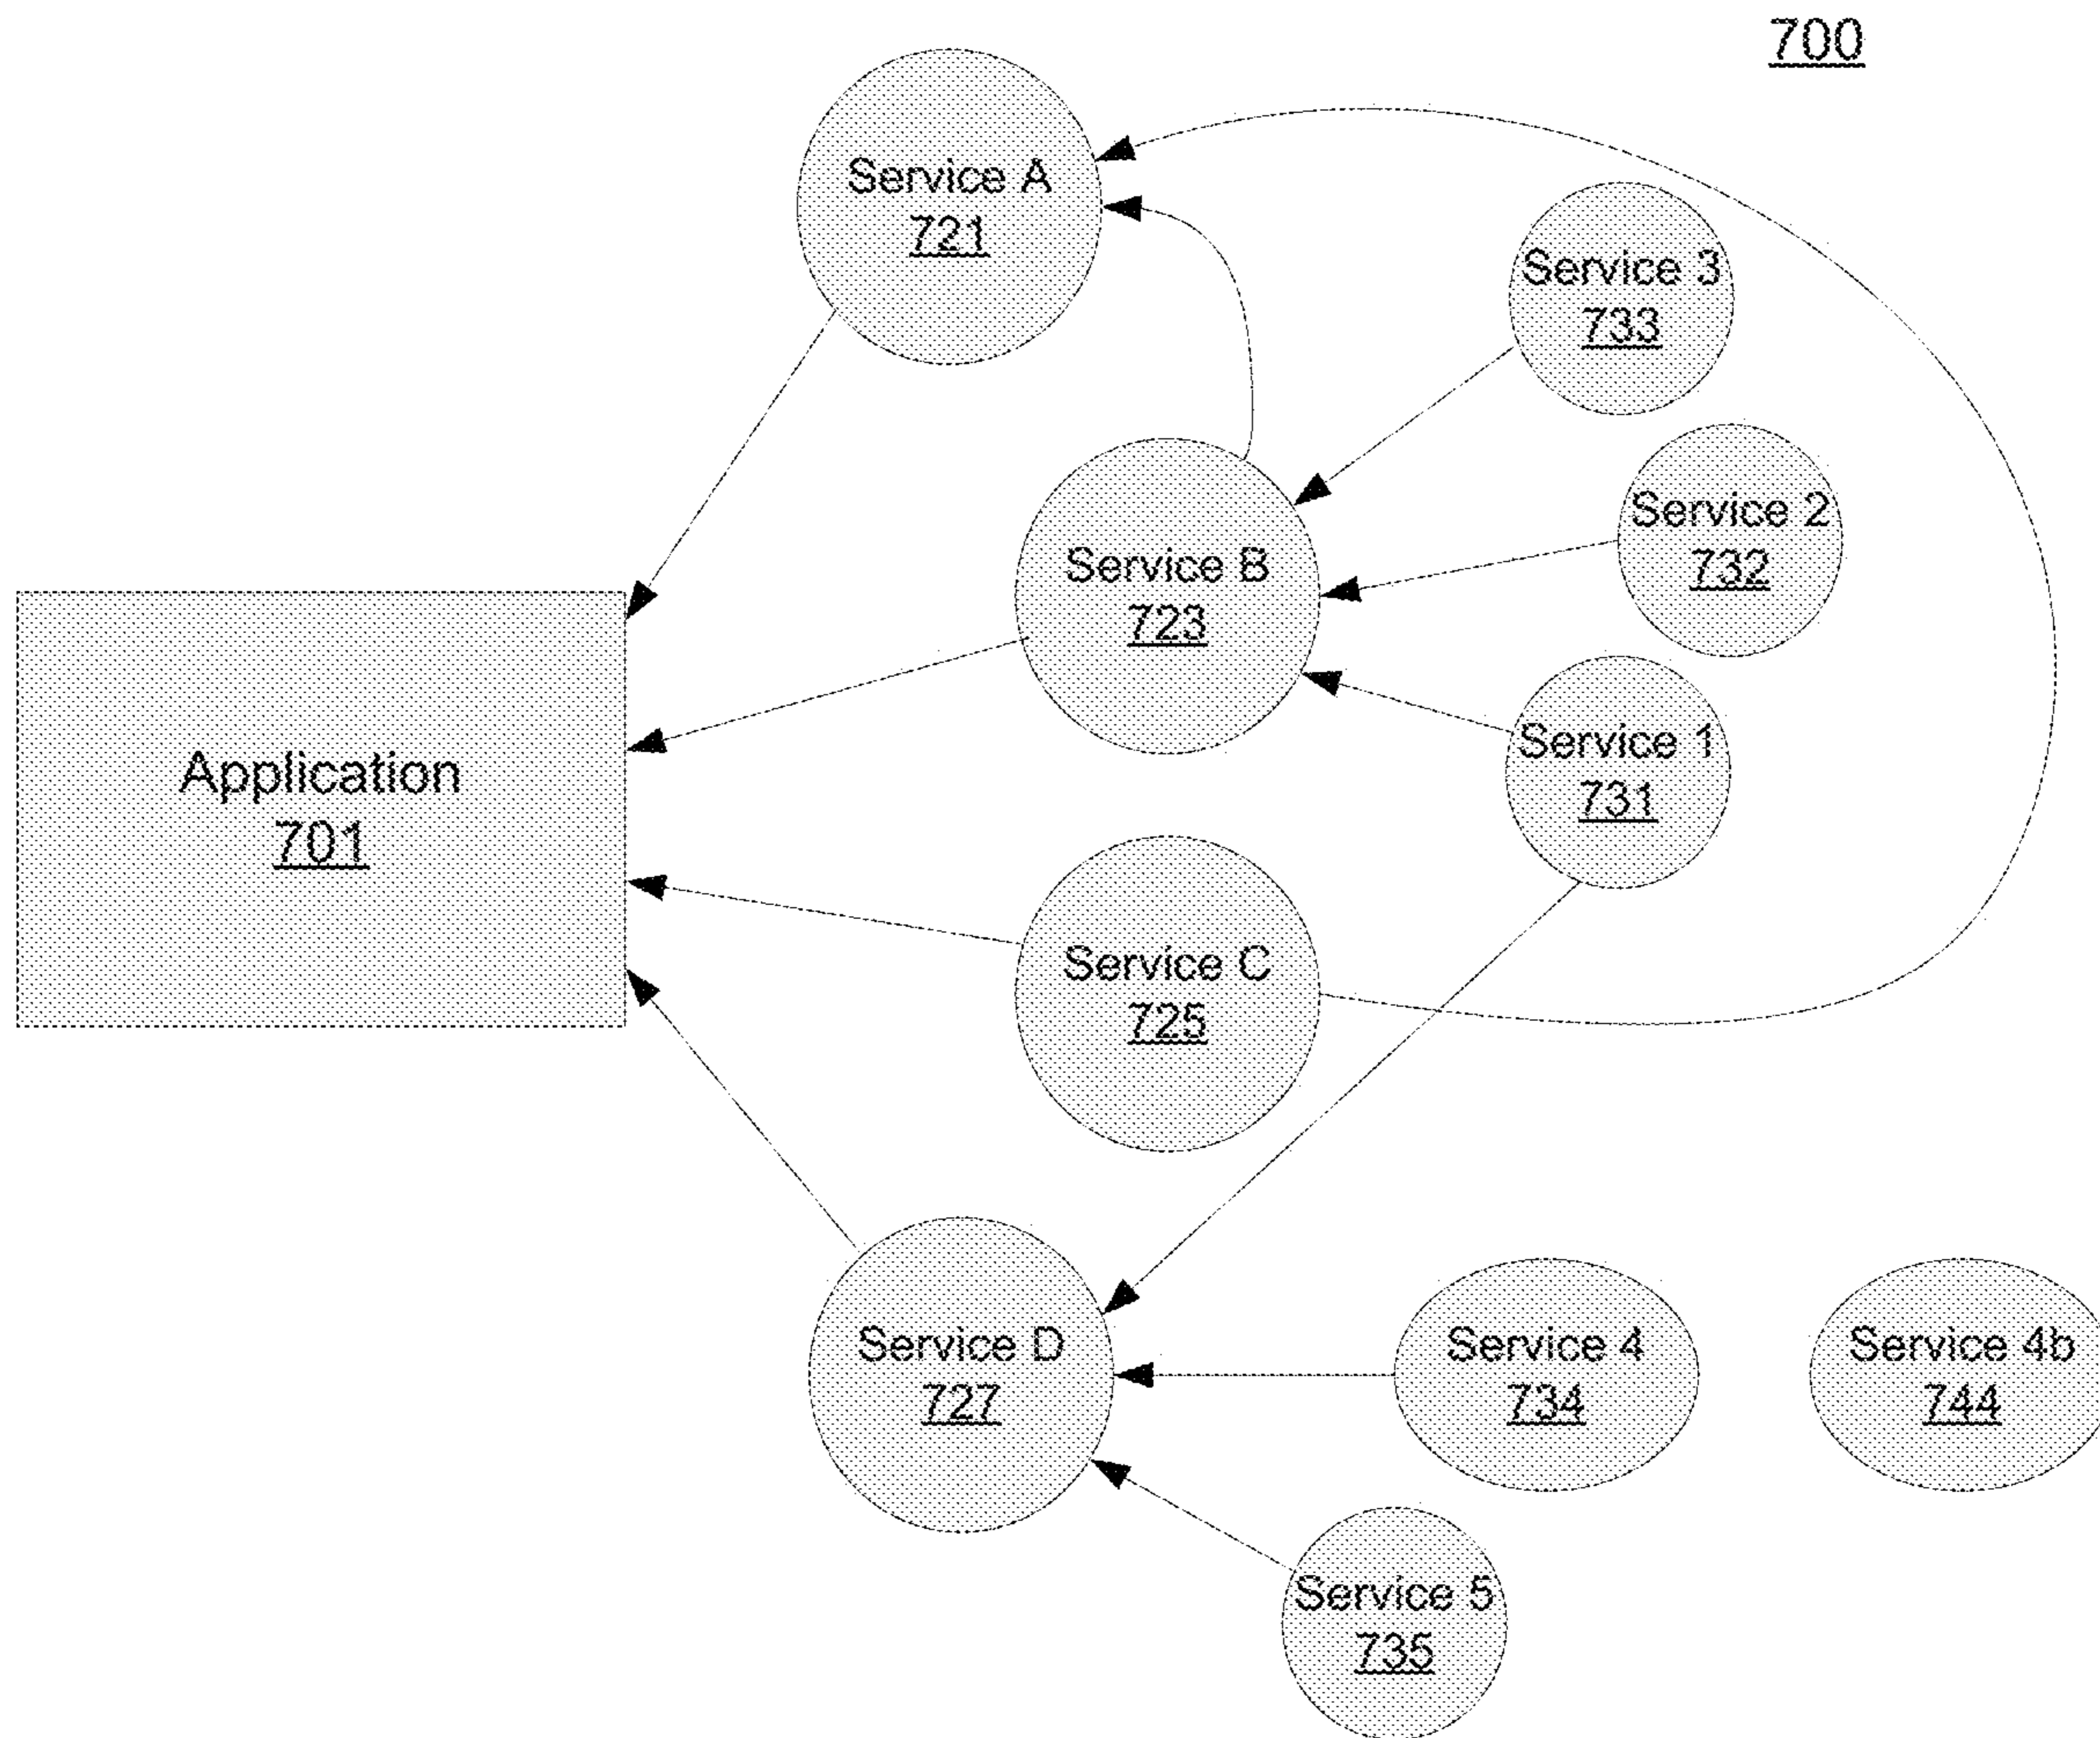 700
Service A
721
Service 3
733
Service 2
732
Service B
723
Service 1
731
Application
701
Service C
725
Service D
727
Service 4
734
Service 4b
744
Service 5
735